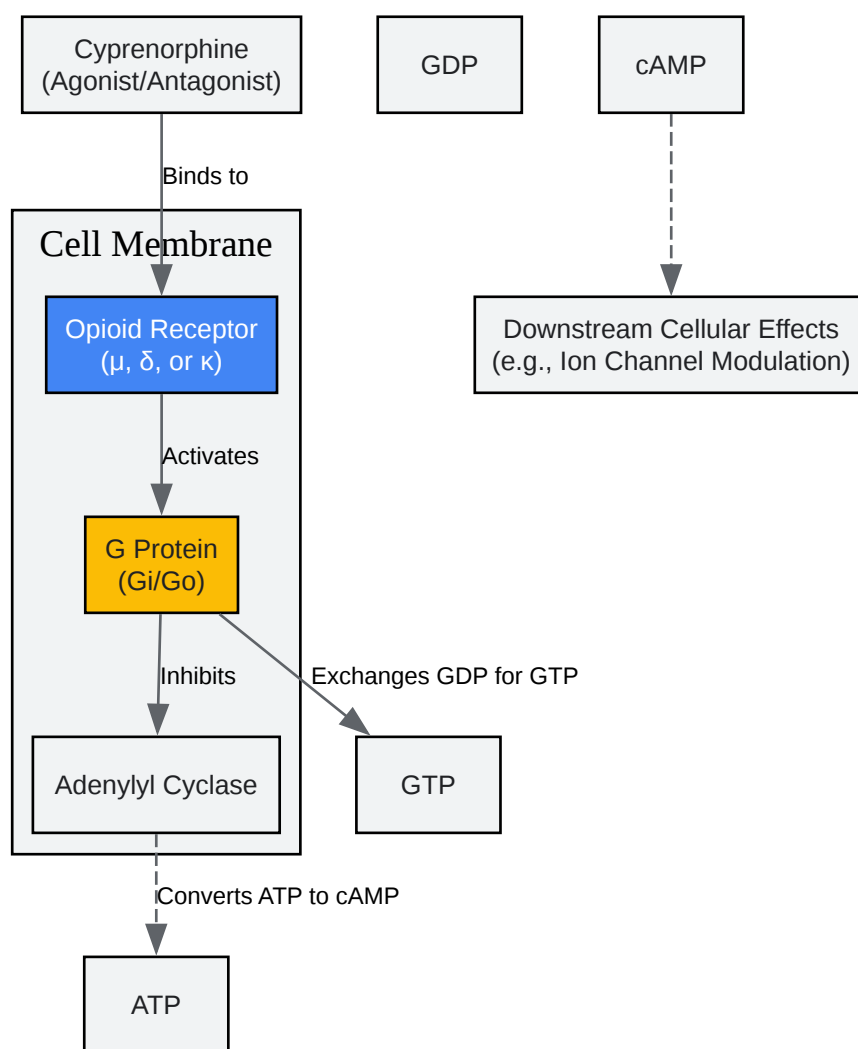 Cyprenorphine
(Agonist/Antagonist)
GDP
cAMP
Binds to
Cell Membrane
Opioid Receptor
(μ, δ, or κ)
Downstream Cellular Effects
(e.g., Ion Channel Modulation)
Activates
G Protein
(Gi/Go)
Inhibits
Exchanges GDP for GTP
Adenylyl Cyclase
GTP
Converts ATP to cAMP
ATP